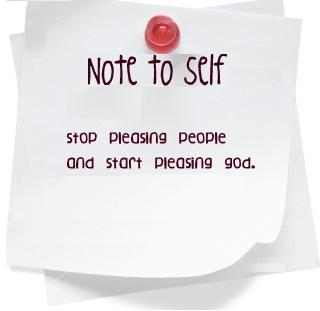 Note to Self
stop pleasing people
and start pleasing god.